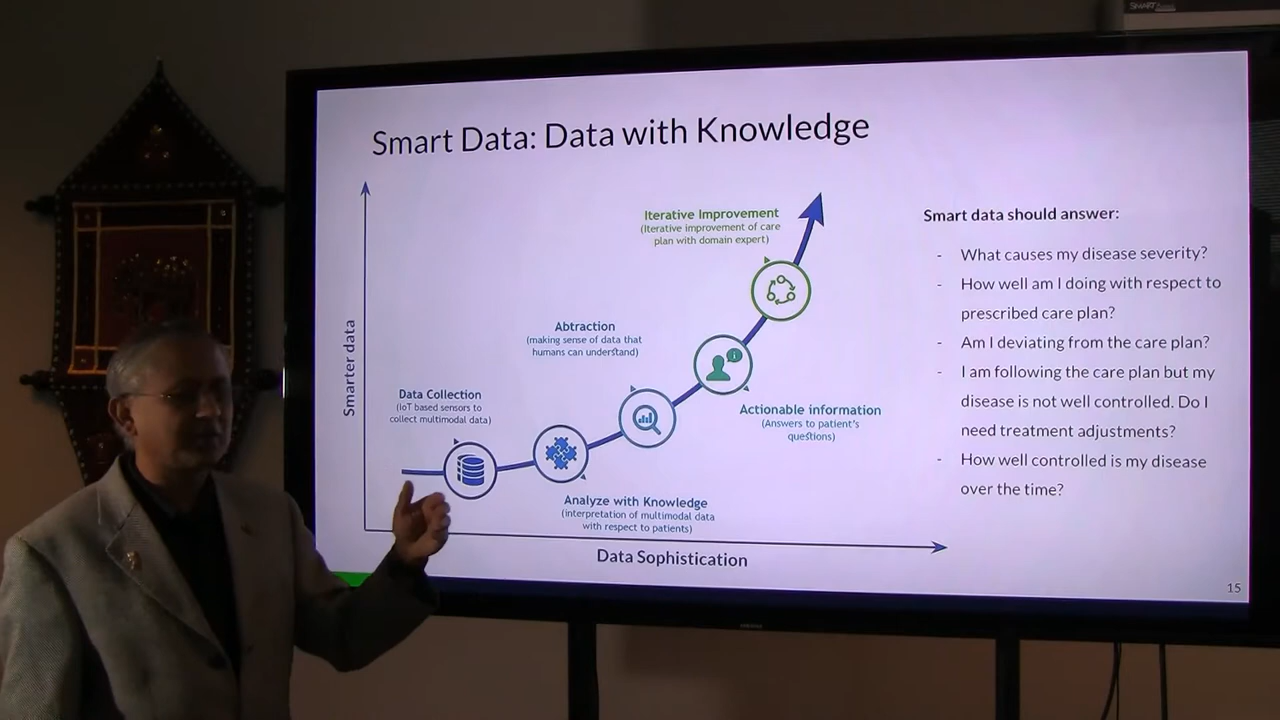 SMART
Smart Data: Data with Knowledge
Smarter data
Iterative Improvement
(Iterative improvement of care
plan with domain expert)
Abtraction
(making sense of data that
humans can understand)
Data Collection
(IoT based sensors to
collect multimodal data)
Actionable information
(Answers to patient's
questions)
Analyze with Knowledge
(interpretation of multimodal data
with respect to patients)
Data Sophistication
Smart data should answer:
- What causes my disease severity?
- How well am I doing with respect to
prescribed care plan?
- Am I deviating from the care plan?
- I am following the care plan but my
disease is not well controlled. Do I
need treatment adjustments?
- How well controlled is my disease
over the time?
15
SAMSUNG